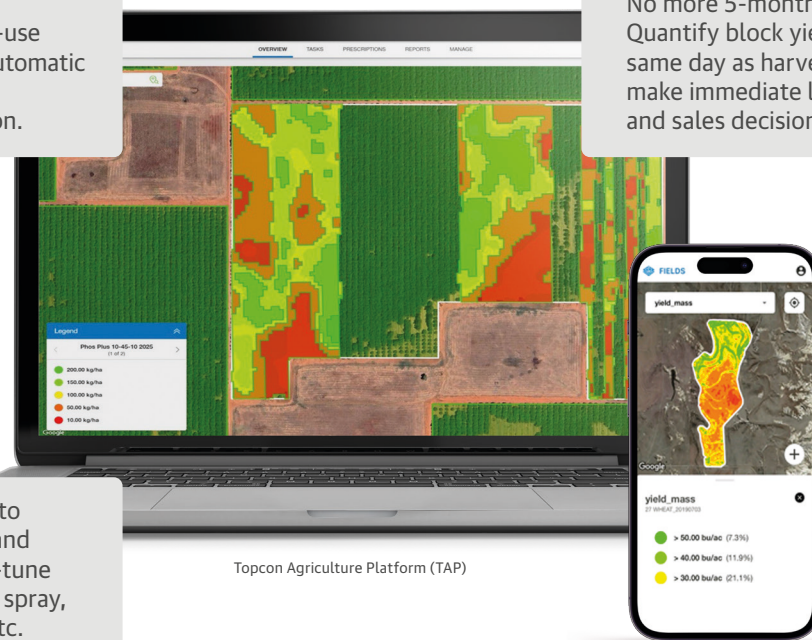 -use
utomatic
on.
No more 5-month
Quantify block yie
same day as harve
make immediate l
and sales decision
OVERVIEW TASKS PRESCRIPTIONS REPORTS MANAGE
Legend
Phos Plus 10-45-10 2025
(1 of 2)
200.00 kg/ha
150.00 kg/ha
100.00 kg/ha
50.00 kg/ha
10.00 kg/ha
Google
FIELDS
yield_mass
Google
yield_mass
27 WHEAT_20190703
> 50.00 bu/ac (7.3%)
> 40.00 bu/ac (11.9%)
> 30.00 bu/ac (21.1%)
to
and
-tune
spray,
tc.
Topcon Agriculture Platform (TAP)